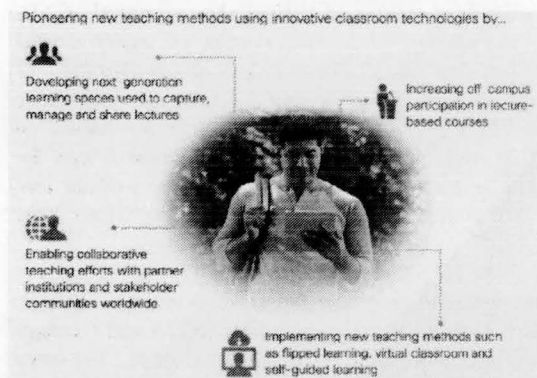 Pioneering new teaching methods using innovative classroom technologies by...
Developing next generation
learning spaces used to capture,
manage and share lectures
Increasing off campus
participation in lecture-
based courses
Enabling collaborative
teaching efforts with partner
institutions and stakeholder
communities worldwide.
Implementing new teaching methods such
as flipped learning, virtual classroom and
self-guided learning